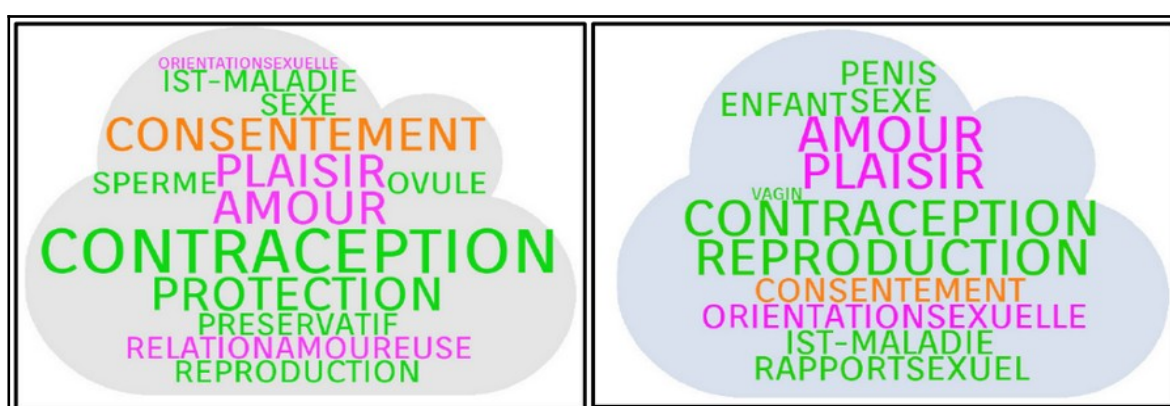 ORIENTATIONSEXUELLE
IST-MALADIE
SEXE
CONSENTEMENT
SPERME PLAISIR OVULE
AMOUR
CONTRACEPTION
PROTECTION
PRESERVATIF
RELATIONAMOUREUSE
REPRODUCTION
PENIS
ENFANT SEXE
AMOUR
PLAISIR
VAGIN
CONTRACEPTION
REPRODUCTION
CONSENTEMENT
ORIENTATIONSEXUELLE
IST-MALADIE
RAPPORTSEXUEL